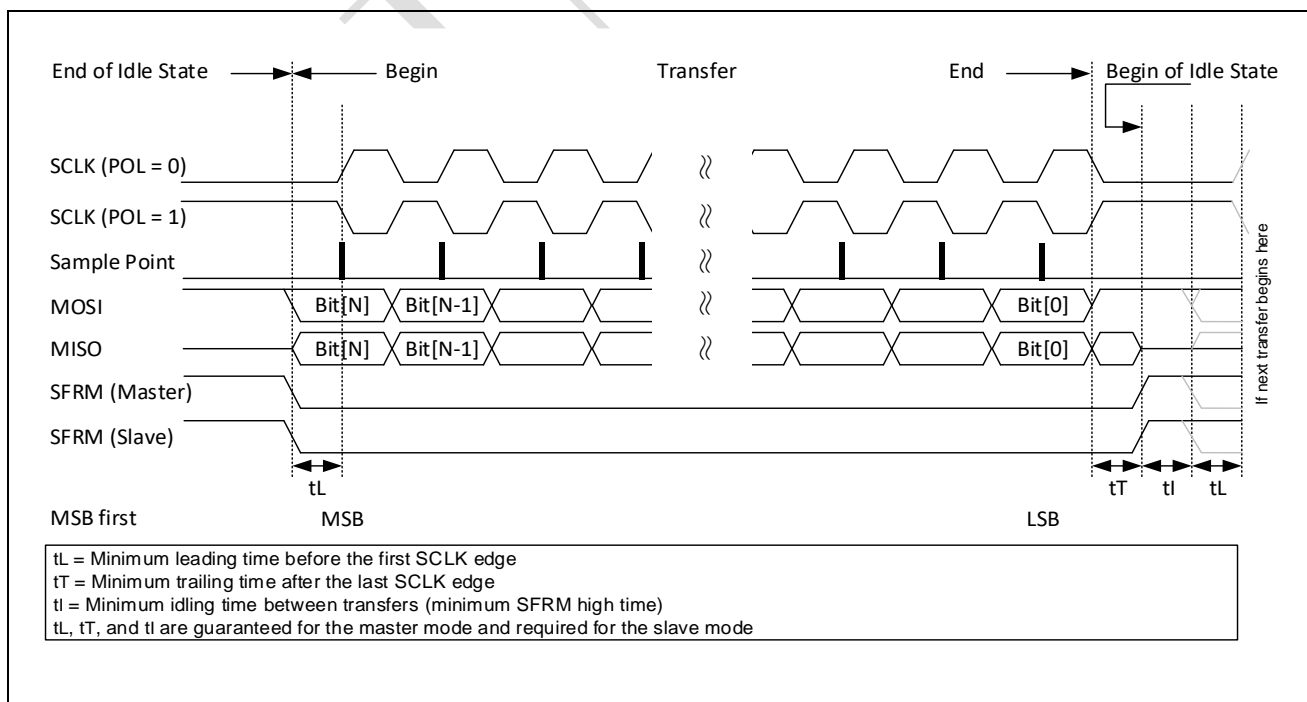 End of Idle State Begin Transfer End Begin of Idle State
SCLK (POL = 0)
SCLK (POL = 1)
Sample Point
MOSI Bit[N] Bit[N-1] Bit[0]
MISO Bit[N] Bit[N-1] Bit[0]
SFRM (Master)
SFRM (Slave)
If next transfer begins here
tL tT tI tL
MSB first MSB LSB
tL = Minimum leading time before the first SCLK edge
tT = Minimum trailing time after the last SCLK edge
tI = Minimum idling time between transfers (minimum SFRM high time)
tL, tT, and tI are guaranteed for the master mode and required for the slave mode